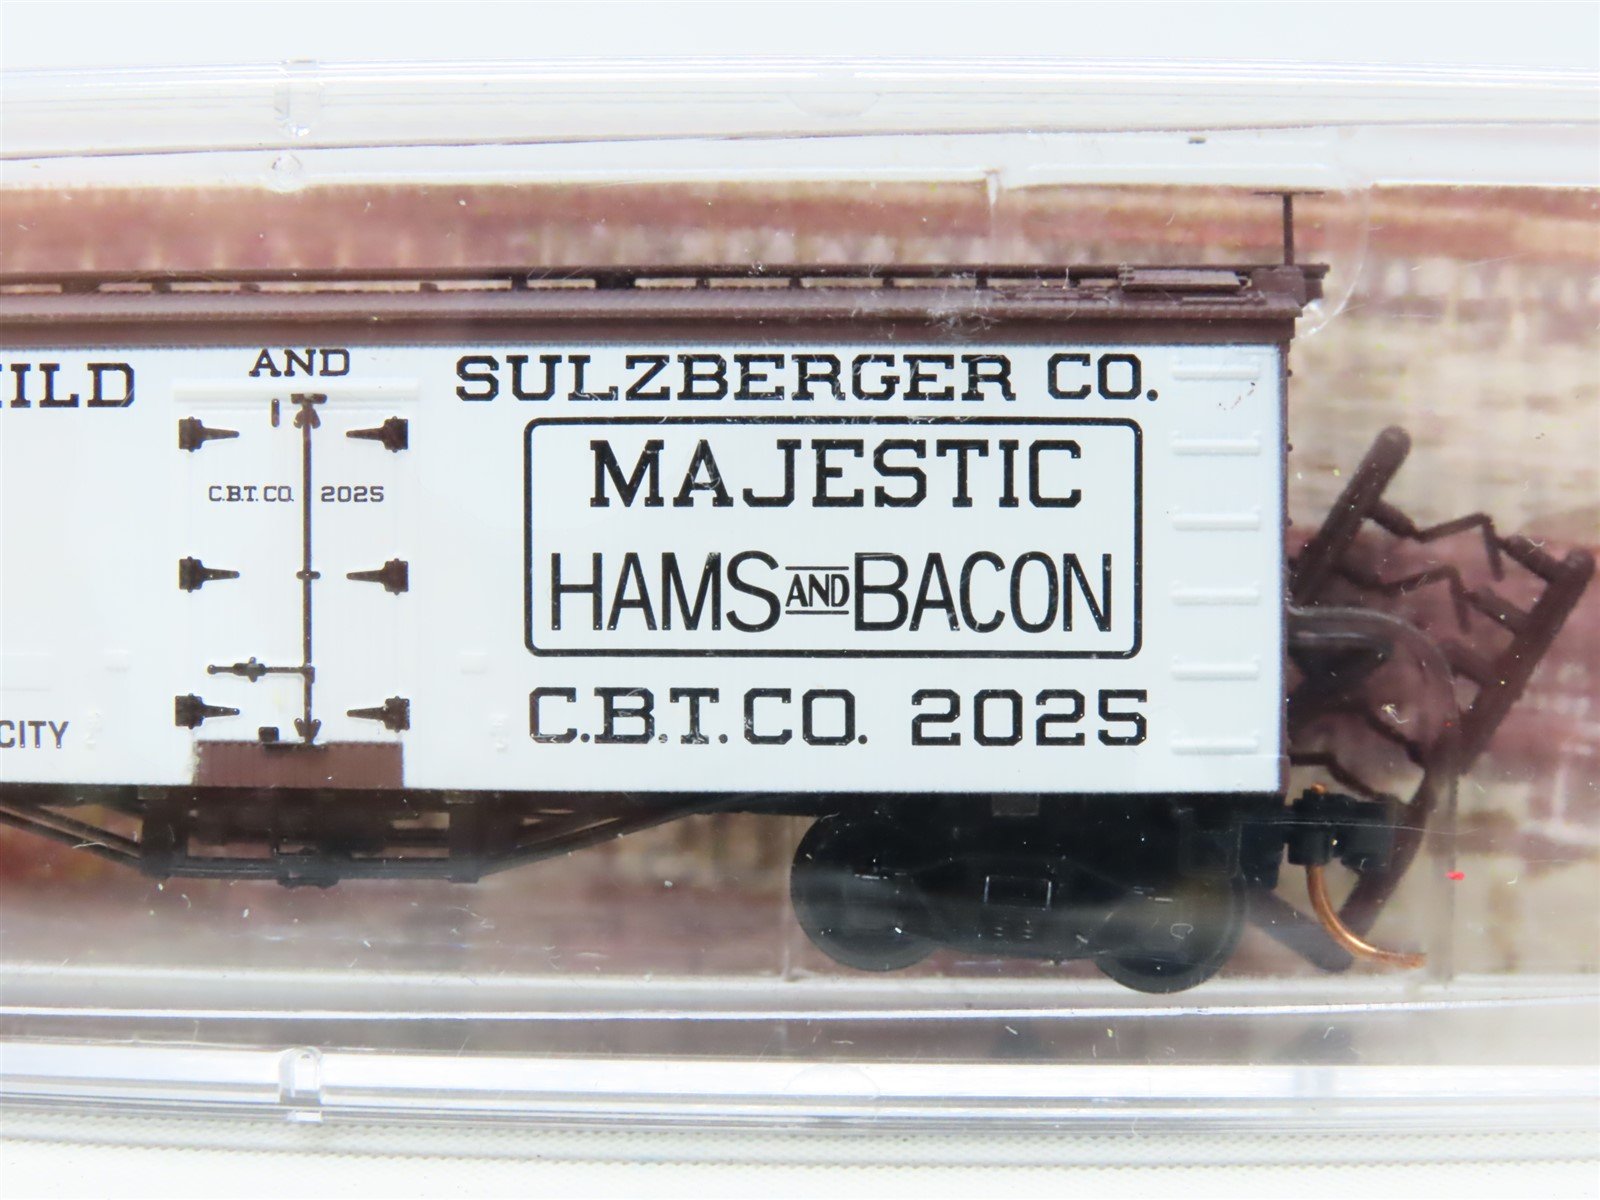 ILD AND SULZBERGER CO.
MAJESTIC
HAMS AND BACON
C.B.T. CO. 2025
C.B.T. CO. 2025
CITY